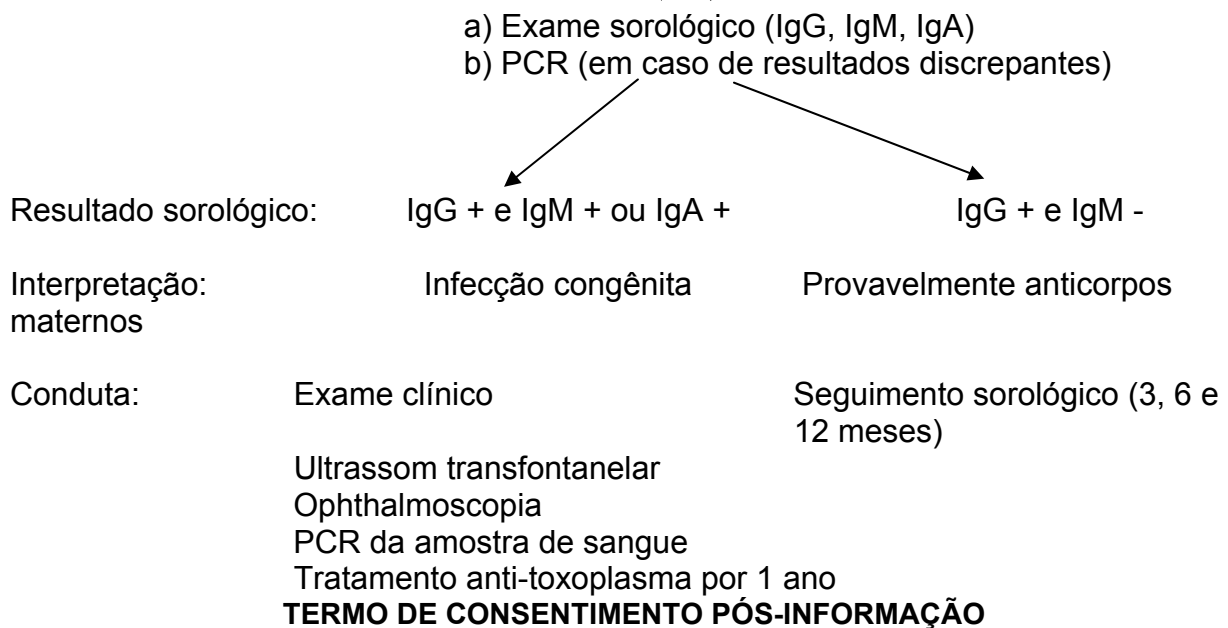 a) Exame sorológico (IgG, IgM, IgA)
b) PCR (em caso de resultados discrepantes)
Resultado sorológico: IgG + e IgM + ou IgA + IgG + e IgM -
Interpretação: Infecção congênita Provavelmente anticorpos
maternos
Conduta: Exame clínico Seguimento sorológico (3, 6 e
12 meses)
Ultrassom transfontanelar
Ophthalmoscopia
PCR da amostra de sangue
Tratamento anti-toxoplasma por 1 ano
TERMO DE CONSENTIMENTO PÓS-INFORMAÇÃO